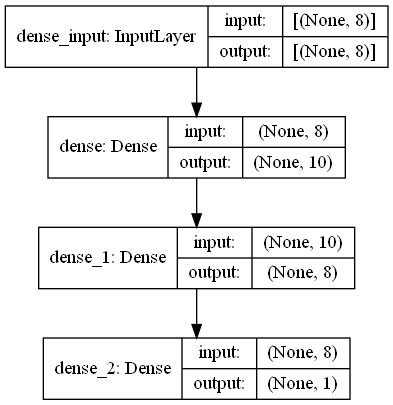 dense_input: InputLayer
input: [(None, 8)]
output: [(None, 8)]
dense: Dense
input: (None, 8)
output: (None, 10)
dense_1: Dense
input: (None, 10)
output: (None, 8)
dense_2: Dense
input: (None, 8)
output: (None, 1)